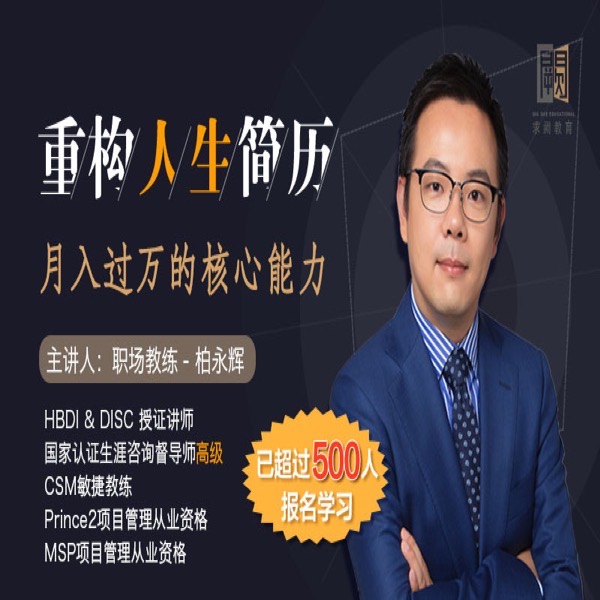 重构人生简历
月入过万的核心能力
主讲人：职场教练 - 柏永辉
HBDI & DISC 授证讲师
国家认证生涯咨询督导师高级
CSM敏捷教练
Prince2项目管理从业资格
MSP项目管理从业资格
已超过500人
报名学习
求阙教育